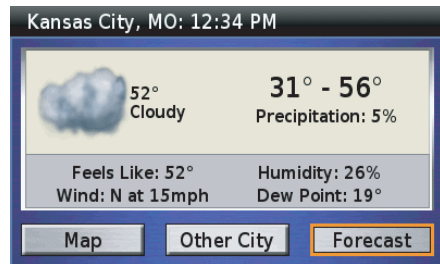 Kansas City, MO: 12:34 PM
52°
Cloudy
31° - 56°
Precipitation: 5%
Feels Like: 52°
Wind: N at 15mph
Humidity: 26%
Dew Point: 19°
Map
Other City
Forecast